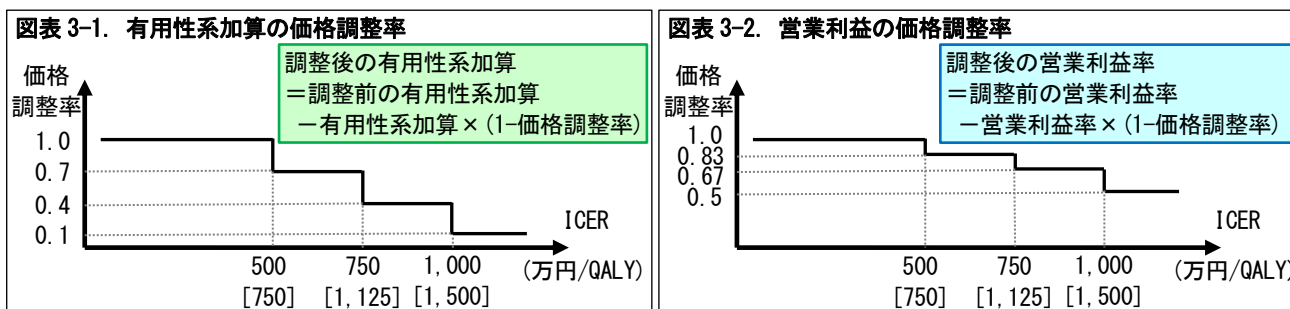 図表 3-1. 有用性系加算の価格調整率
調整後の有用性系加算
＝調整前の有用性系加算
－有用性系加算×(1-価格調整率)
価格
調整率
1.0
0.7
0.4
0.1
ICER
(万円/QALY)
500 750 1,000
[750] [1,125] [1,500]
図表 3-2. 営業利益の価格調整率
調整後の営業利益率
＝調整前の営業利益率
－営業利益率×(1-価格調整率)
価格
調整率
1.0
0.83
0.67
0.5
ICER
(万円/QALY)
500 750 1,000
[750] [1,125] [1,500]